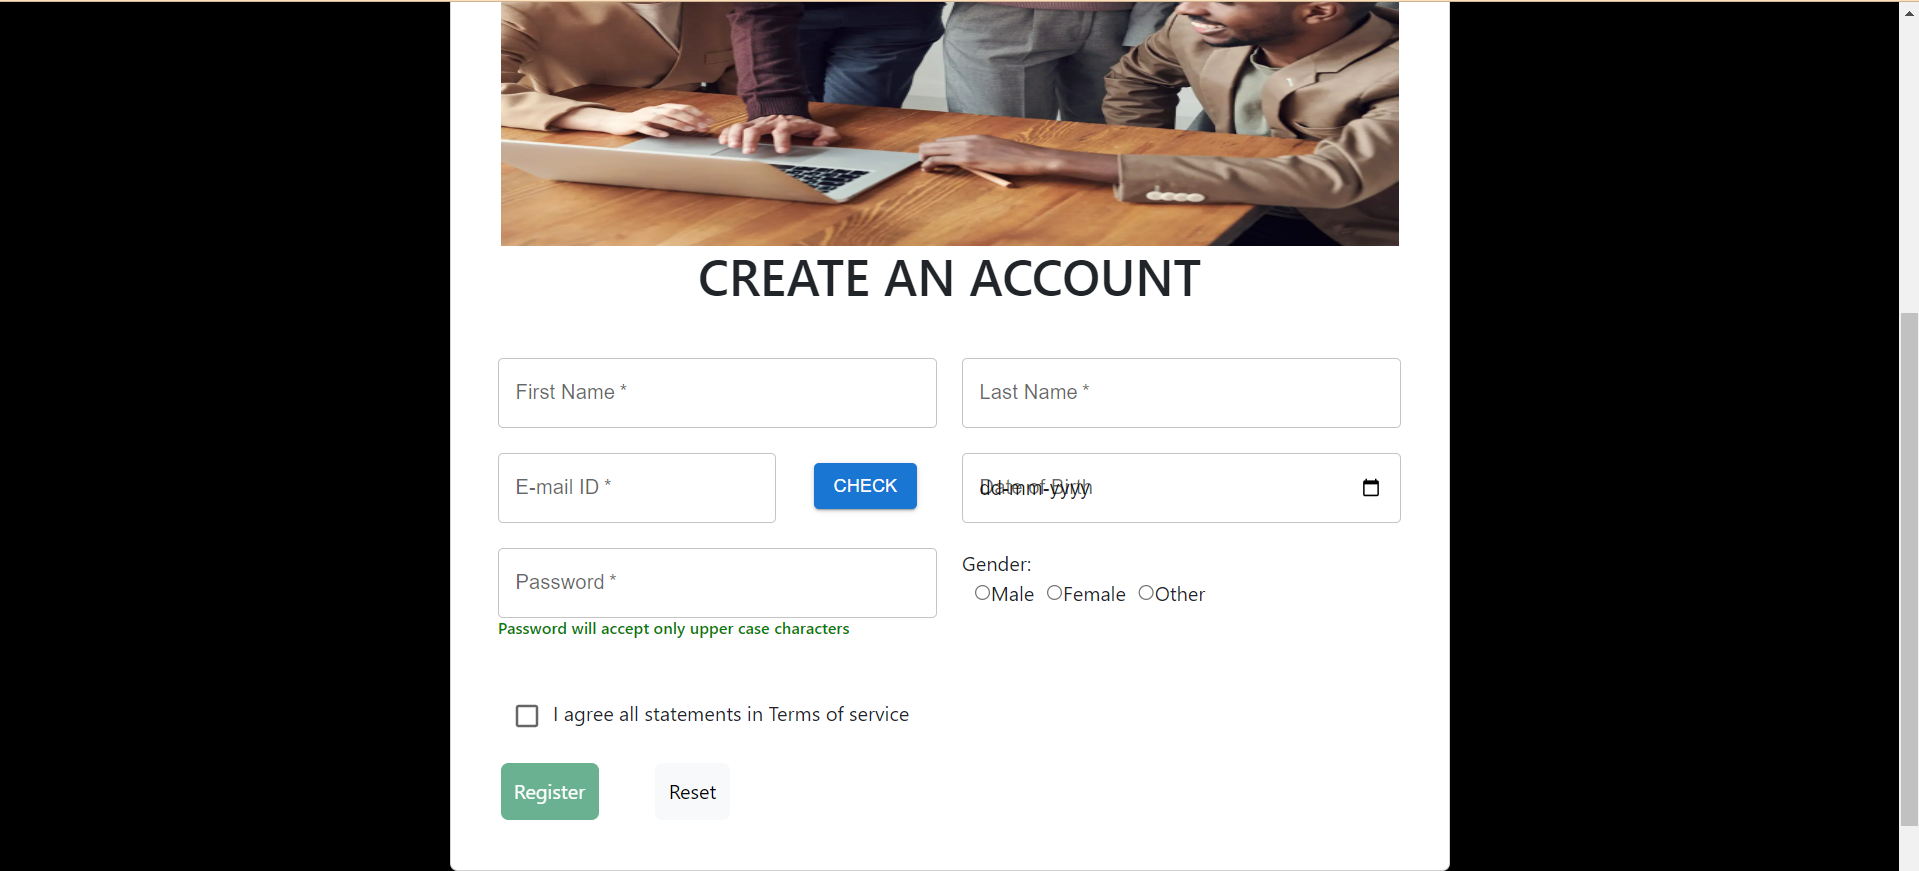 CREATE AN ACCOUNT
First Name *
Last Name *
E-mail ID *
CHECK
Date of Birth
dd-mm-yyyy
Password *
Gender:
Male Female Other
Password will accept only upper case characters
I agree all statements in Terms of service
Register
Reset